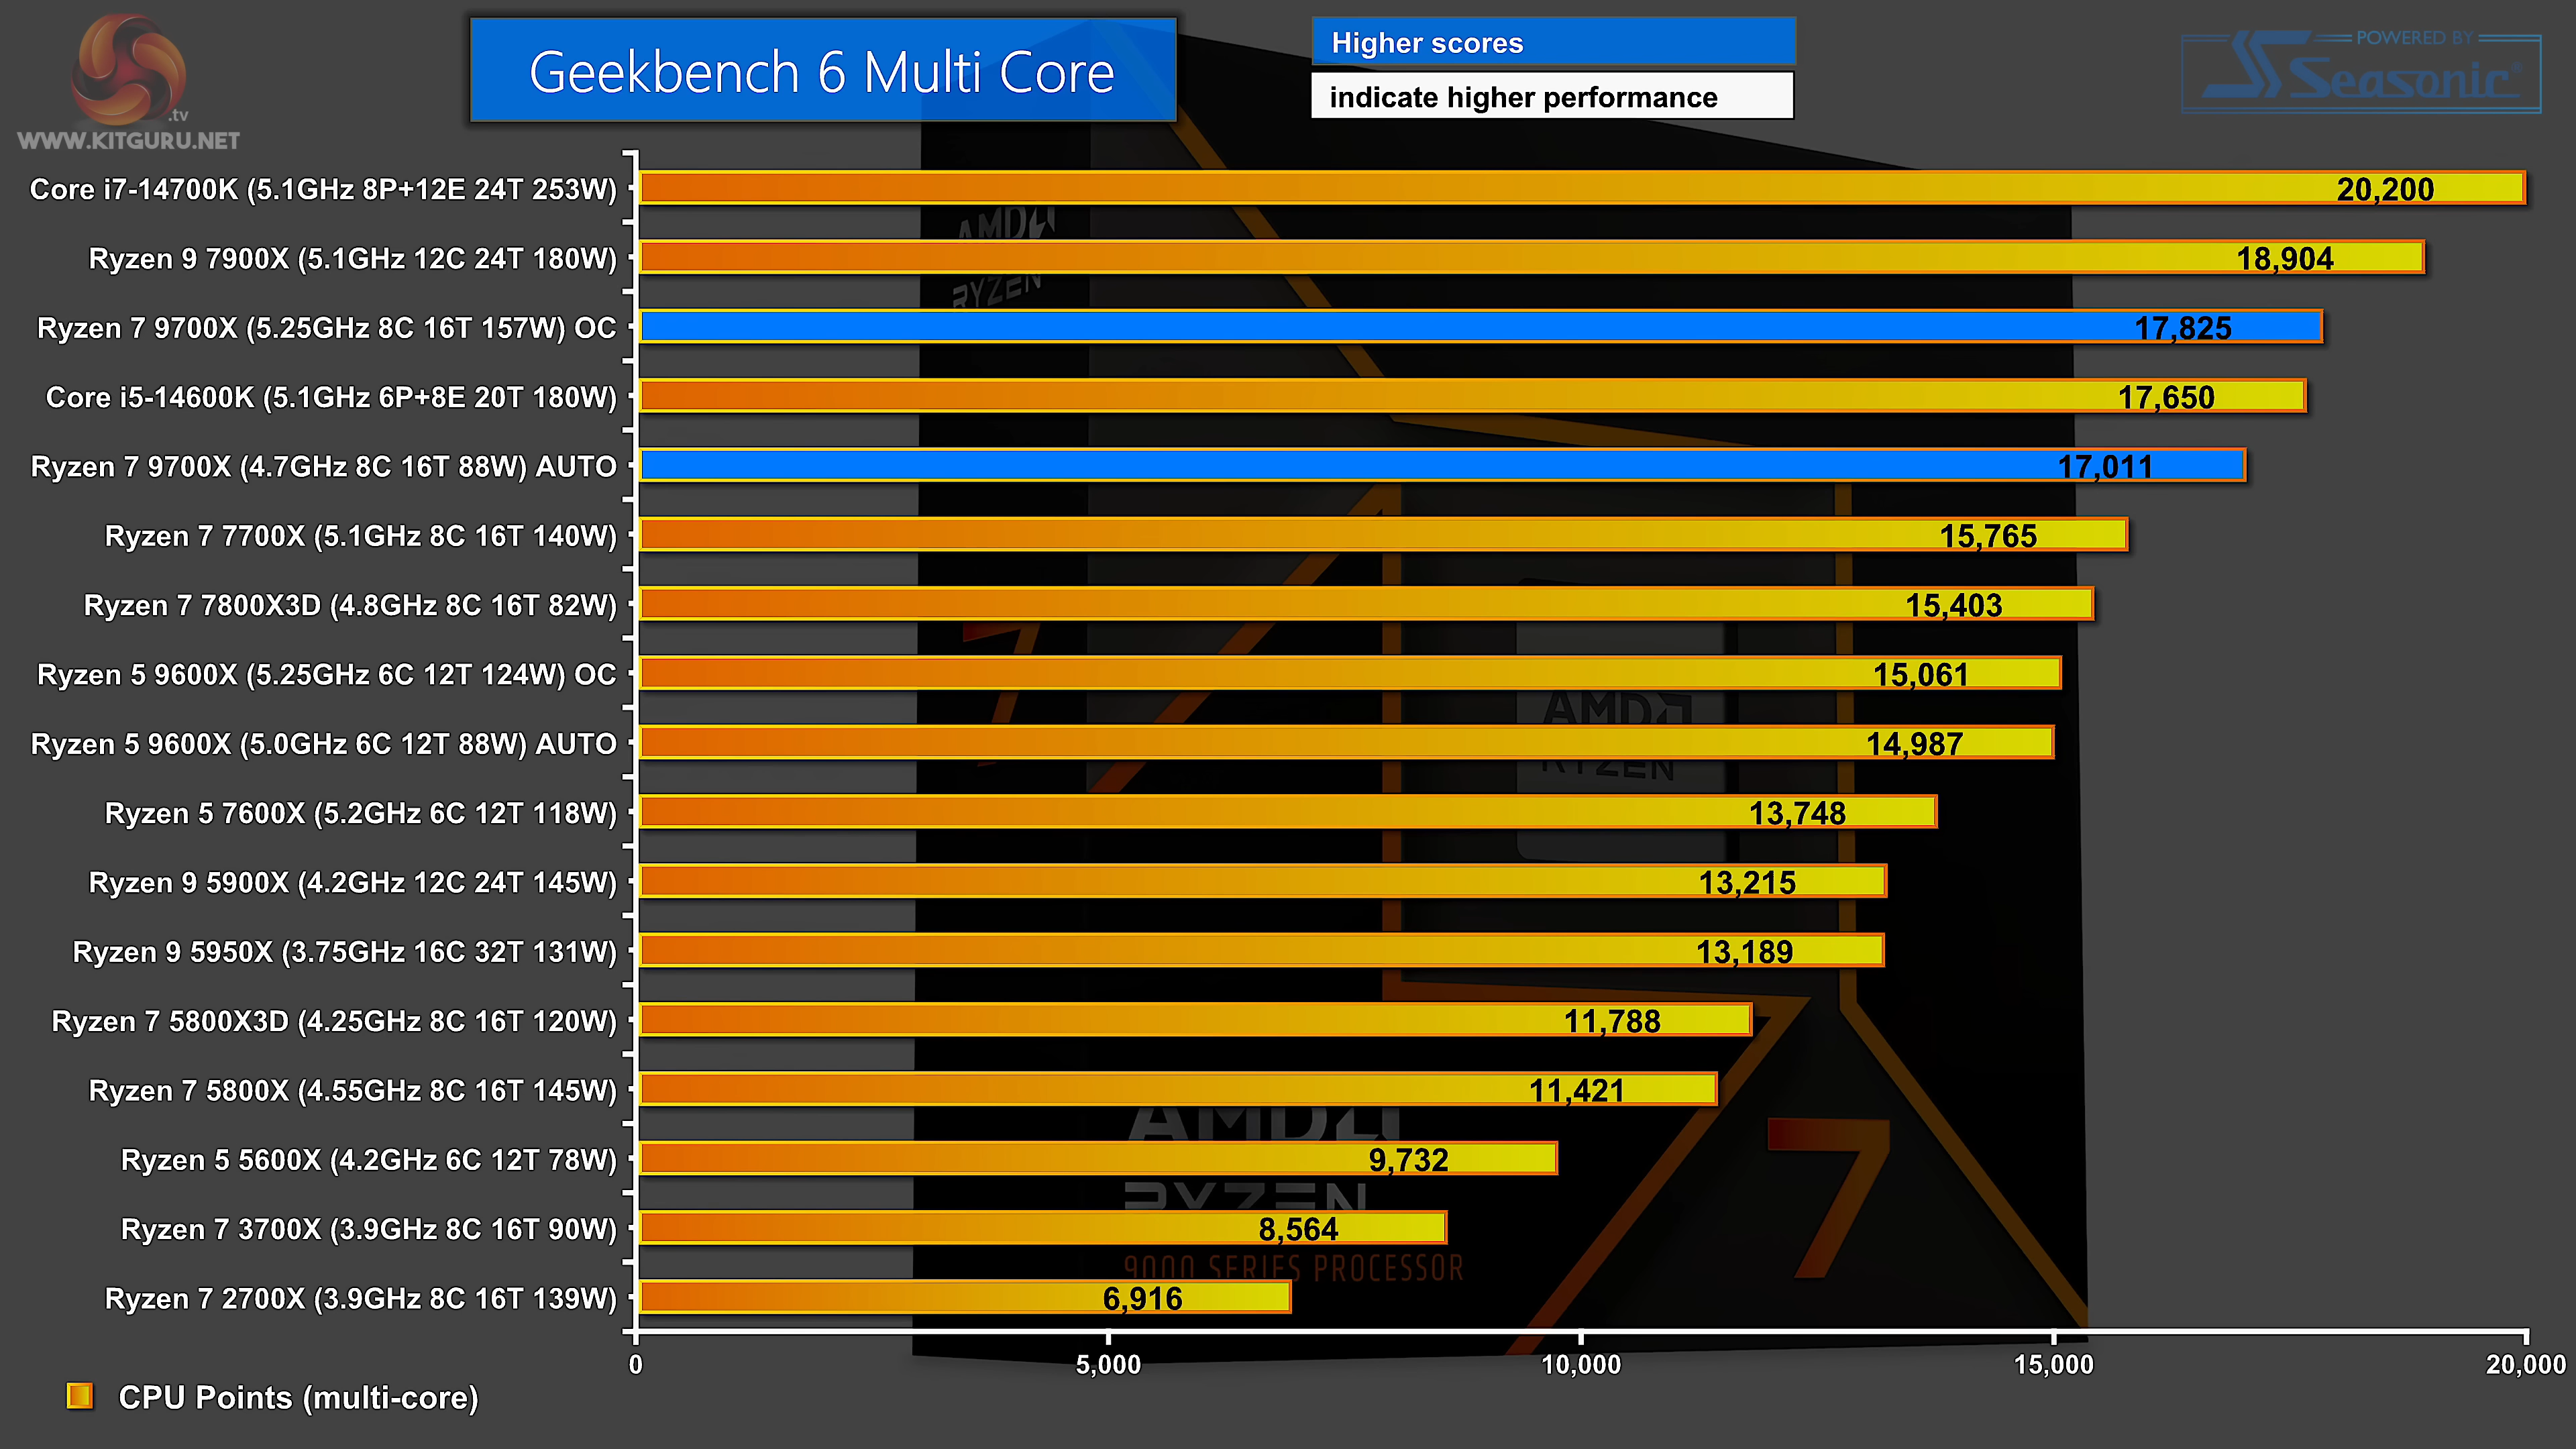 .tv
WWW.KITGURU.NET
Geekbench 6 Multi Core
Higher scores
indicate higher performance
POWERED BY
Seasonic®
Core i7-14700K (5.1GHz 8P+12E 24T 253W)
20,200
Ryzen 9 7900X (5.1GHz 12C 24T 180W)
18,904
Ryzen 7 9700X (5.25GHz 8C 16T 157W) OC
17,825
Core i5-14600K (5.1GHz 6P+8E 20T 180W)
17,650
Ryzen 7 9700X (4.7GHz 8C 16T 88W) AUTO
17,011
Ryzen 7 7700X (5.1GHz 8C 16T 140W)
15,765
Ryzen 7 7800X3D (4.8GHz 8C 16T 82W)
15,403
Ryzen 5 9600X (5.25GHz 6C 12T 124W) OC
15,061
Ryzen 5 9600X (5.0GHz 6C 12T 88W) AUTO
14,987
Ryzen 5 7600X (5.2GHz 6C 12T 118W)
13,748
Ryzen 9 5900X (4.2GHz 12C 24T 145W)
13,215
Ryzen 9 5950X (3.75GHz 16C 32T 131W)
13,189
Ryzen 7 5800X3D (4.25GHz 8C 16T 120W)
11,788
Ryzen 7 5800X (4.55GHz 8C 16T 145W)
11,421
Ryzen 5 5600X (4.2GHz 6C 12T 78W)
9,732
Ryzen 7 3700X (3.9GHz 8C 16T 90W)
8,564
Ryzen 7 2700X (3.9GHz 8C 16T 139W)
6,916
0 5,000 10,000 15,000 20,000
CPU Points (multi-core)
AMD
RYZEN
7
AMD
RYZEN
AMD
RYZEN
9000 SERIES PROCESSOR
7